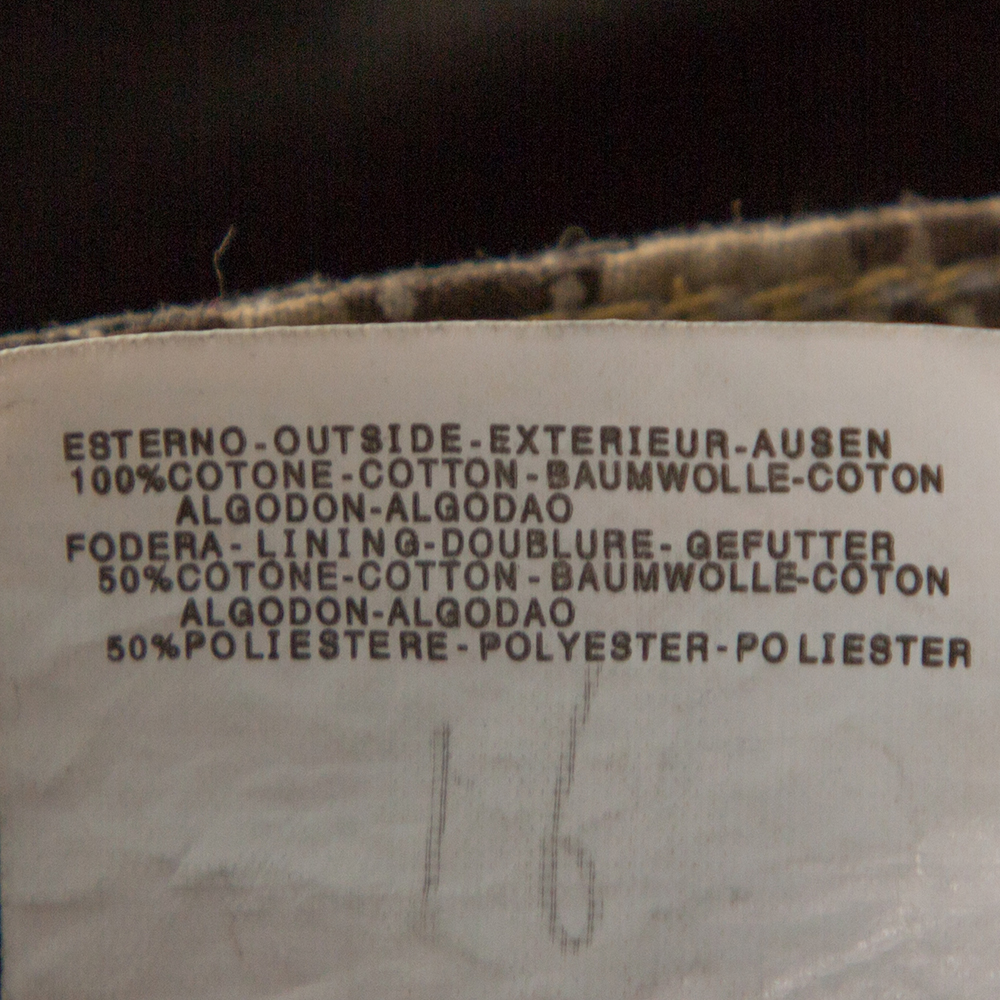 ESTERNO-OUTSIDE-EXTERIEUR-AUSEN
100%COTONE-COTTON-BAUMWOLLE-COTON
ALGODON-ALGODAO
FODERA-LINING-DOUBLURE-GEFUTTER
50%COTONE-COTTON-BAUMWOLLE-COTON
ALGODON-ALGODAO
50%POLIESTERE-POLYESTER-POLIESTER
16